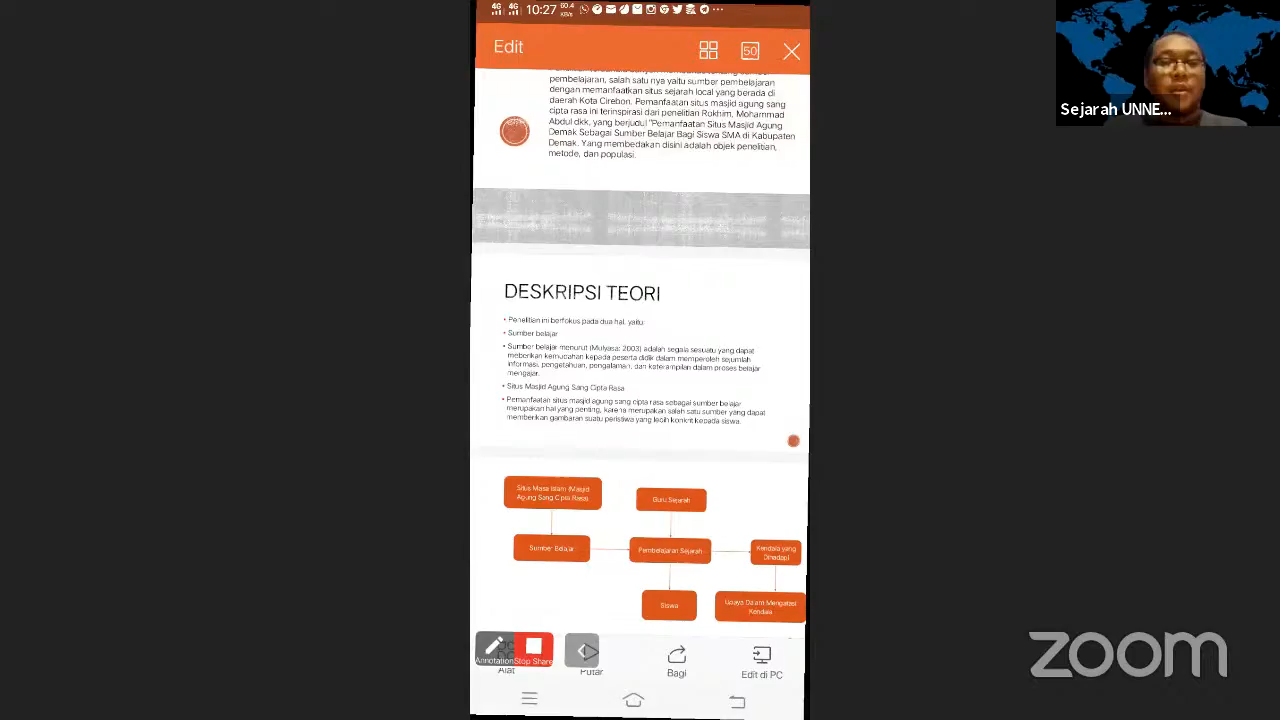 4G 4G 10:27 60.4 KB/s
Edit
50
Sejarah UNNE...
pembelajaran, salah satu nya yaitu sumber pembelajaran
dengan memanfaatkan situs sejarah local yang berada di
daerah Kota Cirebon. Pemanfaatan situs masjid agung sang
cipta rasa ini terinspirasi dari penelitian Rokhim, Mohammad
Abdul dkk, yang berjudul "Pemanfaatan Situs Masjid Agung
Demak Sebagai Sumber Belajar Bagi Siswa SMA di Kabupaten
Demak. Yang membedakan disini adalah objek penelitian,
metode, dan populasi.
DESKRIPSI TEORI
• Penelitian ini berfokus pada dua hal, yaitu:
• Sumber belajar
• Sumber belajar menurut (Mulyasa: 2003) adalah segala sesuatu yang dapat
meberikan kemudahan kepada peserta didik dalam memperoleh sejumlah
informasi, pengetahuan, pengalaman, dan keterampilan dalam proses belajar
mengajar.
• Situs Masjid Agung Sang Cipta Rasa
• Pemanfaatan situs masjid agung sang cipta rasa sebagai sumber belajar
merupakan hal yang penting, karena merupakan salah satu sumber yang dapat
memberikan gambaran suatu peristiwa yang lebih konkrit kepada siswa.
Situs Masa Islam (Masjid
Agung Sang Cipta Rasa)
Guru Sejarah
Sumber Belajar
Pembelajaran Sejarah
Kendala yang
Dihadapi
Siswa
Upaya Dalam Mengatasi
Kendala
Annotation
Stop Share
Alat
Putar
Bagi
Edit di PC
zoom